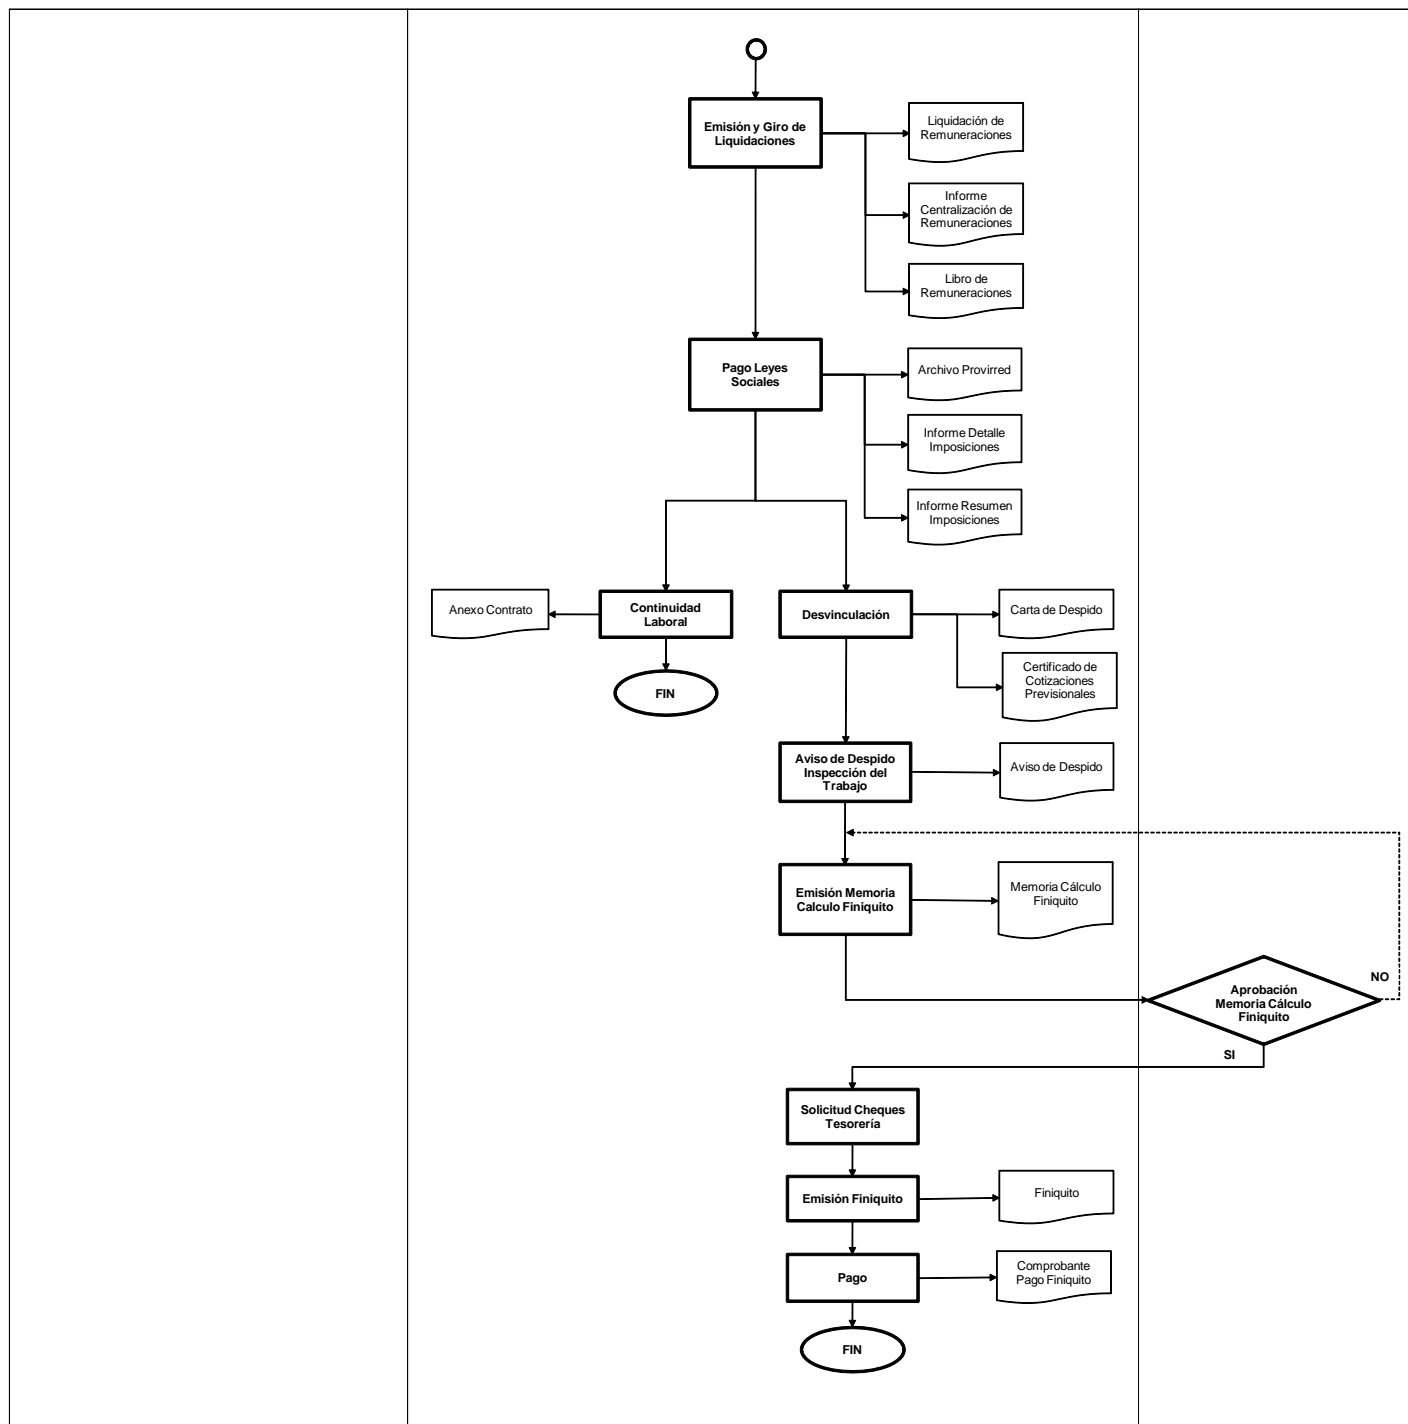 Emisión y Giro de
Liquidaciones
Liquidación de
Remuneraciones
Informe
Centralización de
Remuneraciones
Libro de
Remuneraciones
Pago Leyes
Sociales
Archivo Provirred
Informe Detalle
Imposiciones
Informe Resumen
Imposiciones
Anexo Contrato
Continuidad
Laboral
Desvinculación
Carta de Despido
Certificado de
Cotizaciones
Previsionales
FIN
Aviso de Despido
Inspección del
Trabajo
Aviso de Despido
Emisión Memoria
Calculo Finiquito
Memoria Cálculo
Finiquito
Aprobación
Memoria Cálculo
Finiquito
NO
SI
Solicitud Cheques
Tesorería
Emisión Finiquito
Finiquito
Pago
Comprobante
Pago Finiquito
FIN